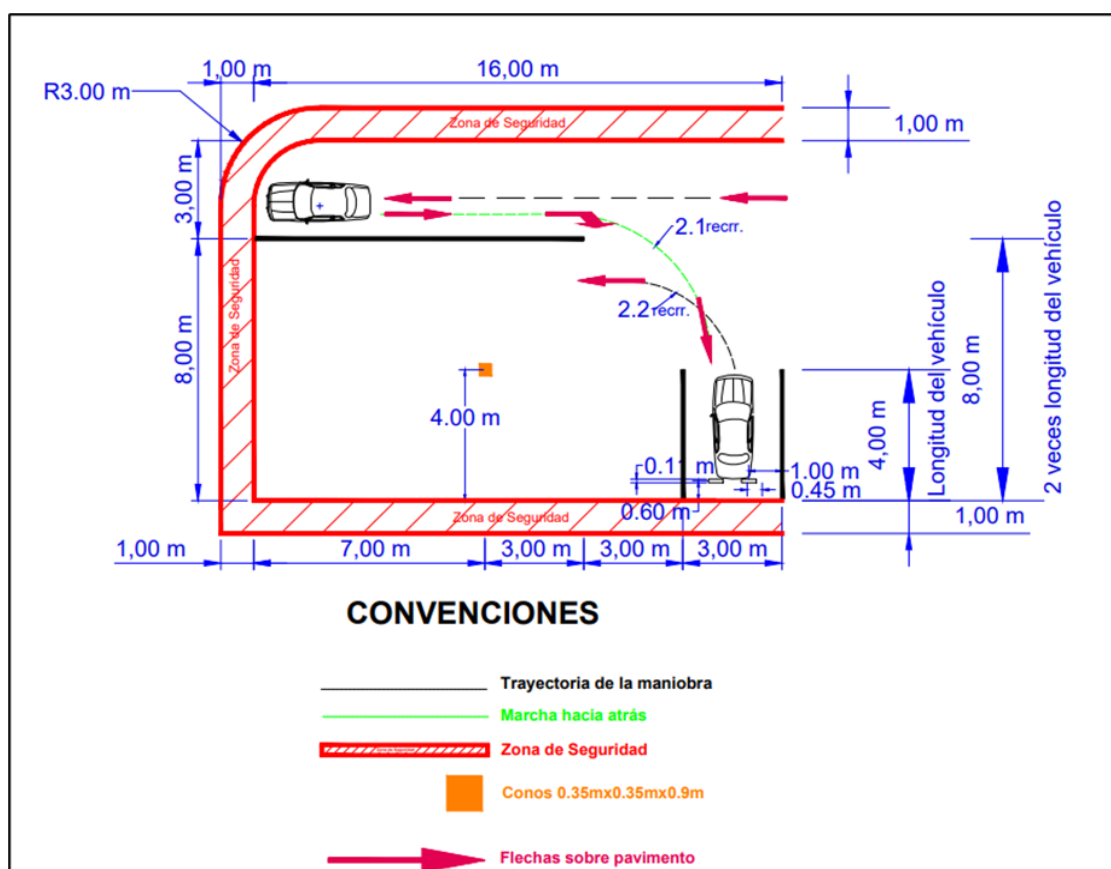 1,00 m
16,00 m
R3.00 m
Zona de Seguridad
1,00 m
3,00 m
2.1 recrr.
2.2 recrr.
Zona de Seguridad
8,00 m
4.00 m
0.11 m
1.00 m
0.45 m
0.60 m
4,00 m
Longitud del vehículo
8,00 m
2 veces longitud del vehículo
Zona de Seguridad
1,00 m
1,00 m
7,00 m
3,00 m
3,00 m
3,00 m
CONVENCIONES
Trayectoria de la maniobra
Marcha hacia atrás
Zona de Seguridad
Conos 0.35mx0.35mx0.9m
Flechas sobre pavimento